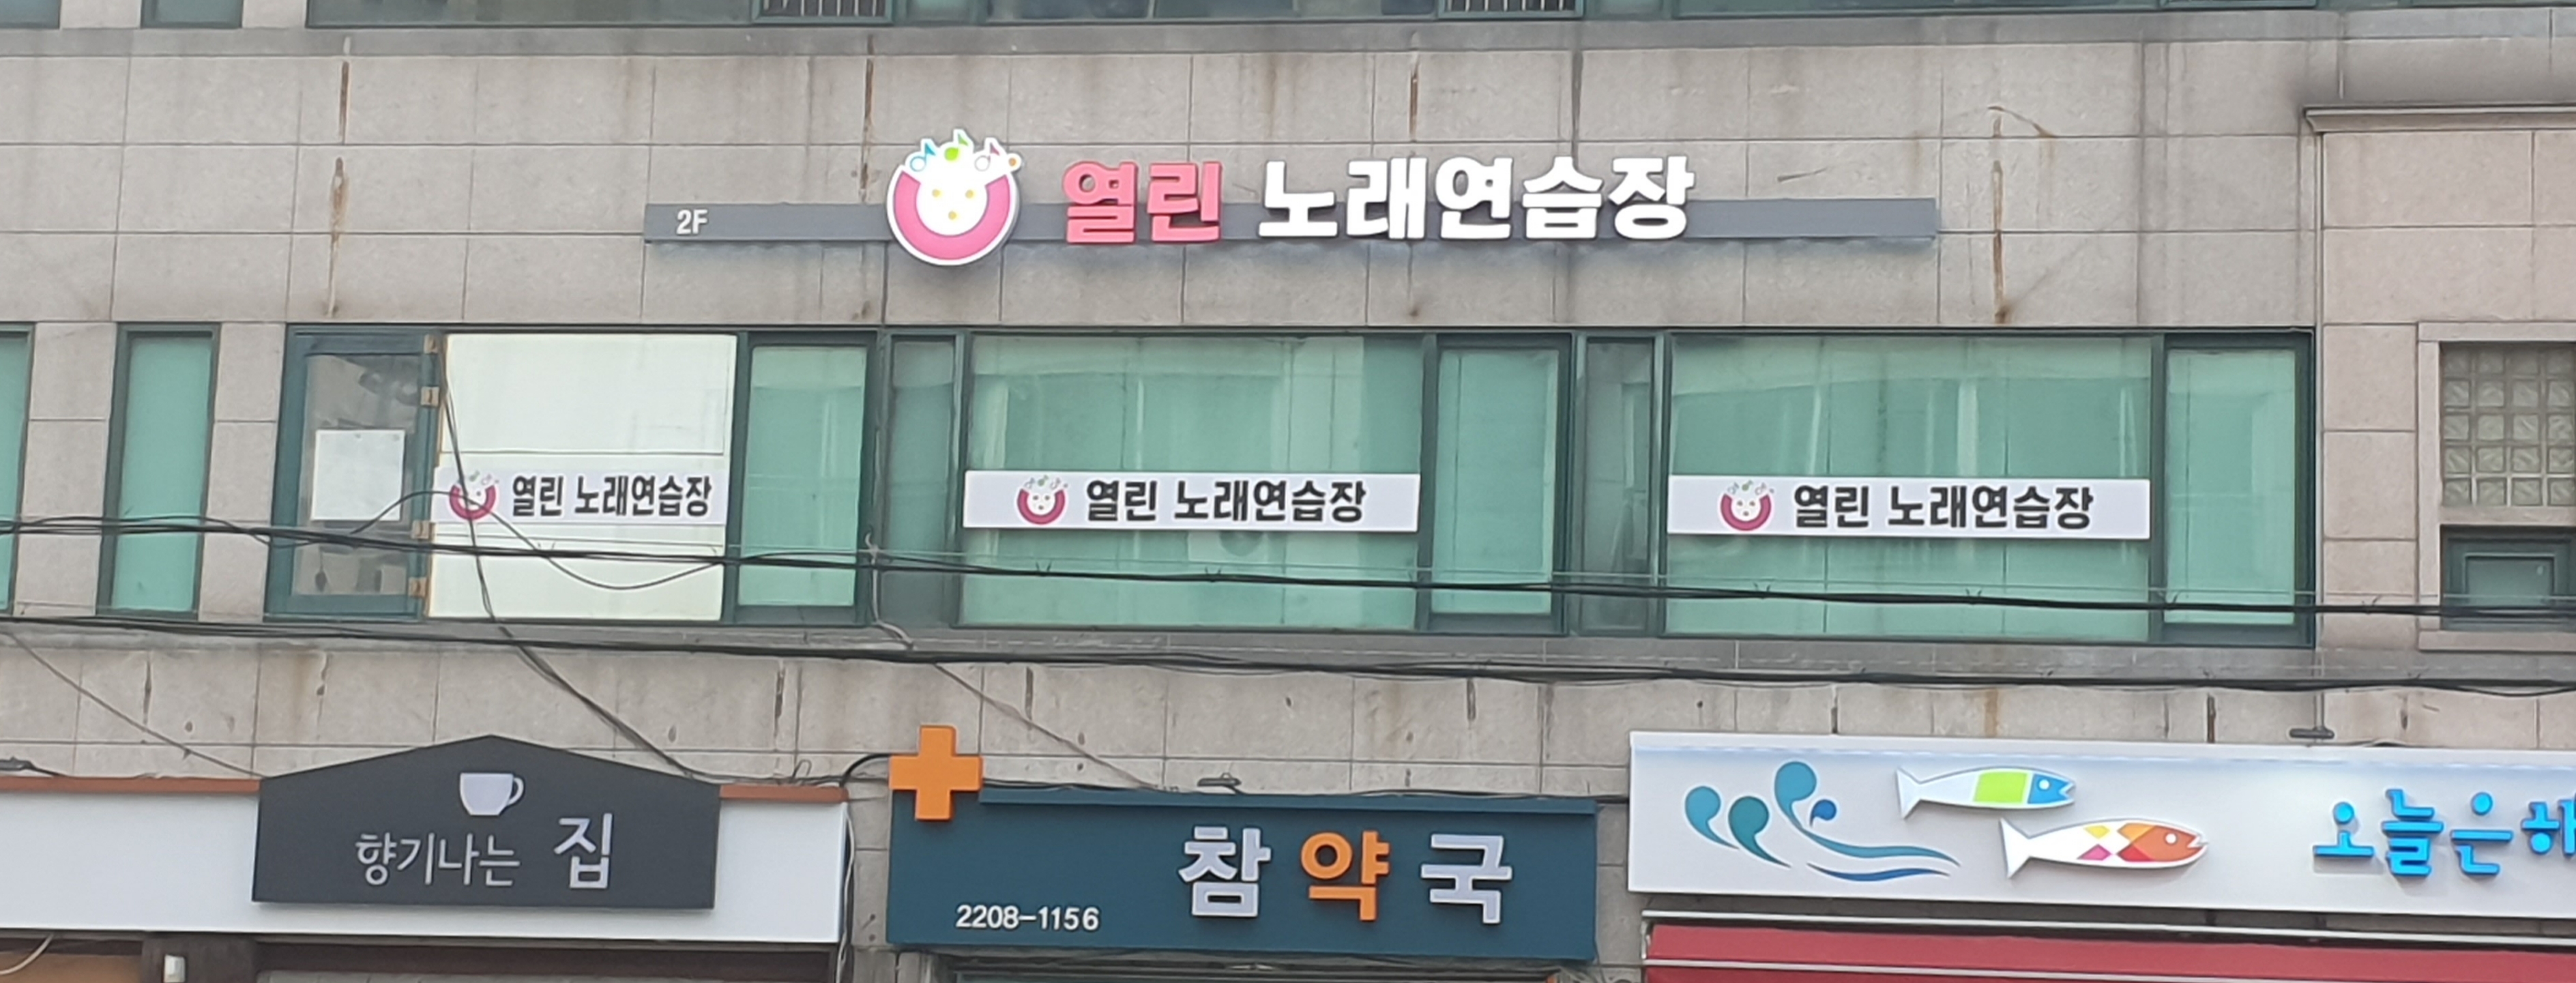 2F 열린 노래연습장
열린 노래연습장
열린 노래연습장
열린 노래연습장
향기나는 집
참약국
2208-1156
오늘은